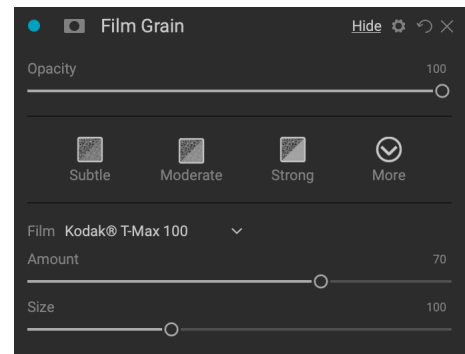 Film Grain Hide
Opacity 100
Subtle Moderate Strong More
Film Kodak® T-Max 100
Amount 70
Size 100